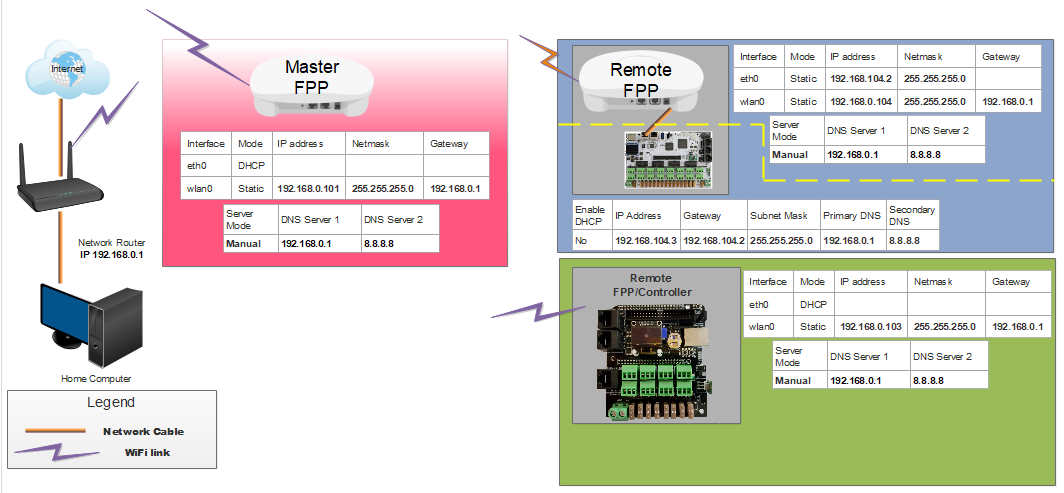 Internet
Network Router
IP 192.168.0.1
Home Computer
Legend
Network Cable
WiFi link
Master
FPP
Interface Mode IP address Netmask Gateway
eth0 DHCP
wlan0 Static 192.168.0.101 255.255.255.0 192.168.0.1
Server
Mode DNS Server 1 DNS Server 2
Manual 192.168.0.1 8.8.8.8
Remote
FPP
Interface Mode IP address Netmask Gateway
eth0 Static 192.168.104.2 255.255.255.0
wlan0 Static 192.168.0.104 255.255.255.0 192.168.0.1
Server
Mode DNS Server 1 DNS Server 2
Manual 192.168.0.1 8.8.8.8
Enable
DHCP IP Address Gateway Subnet Mask Primary DNS Secondary
DNS
No 192.168.104.3 192.168.104.2 255.255.255.0 192.168.0.1 8.8.8.8
Remote
FPP/Controller
Interface Mode IP address Netmask Gateway
eth0 DHCP
wlan0 Static 192.168.0.103 255.255.255.0 192.168.0.1
Server
Mode DNS Server 1 DNS Server 2
Manual 192.168.0.1 8.8.8.8